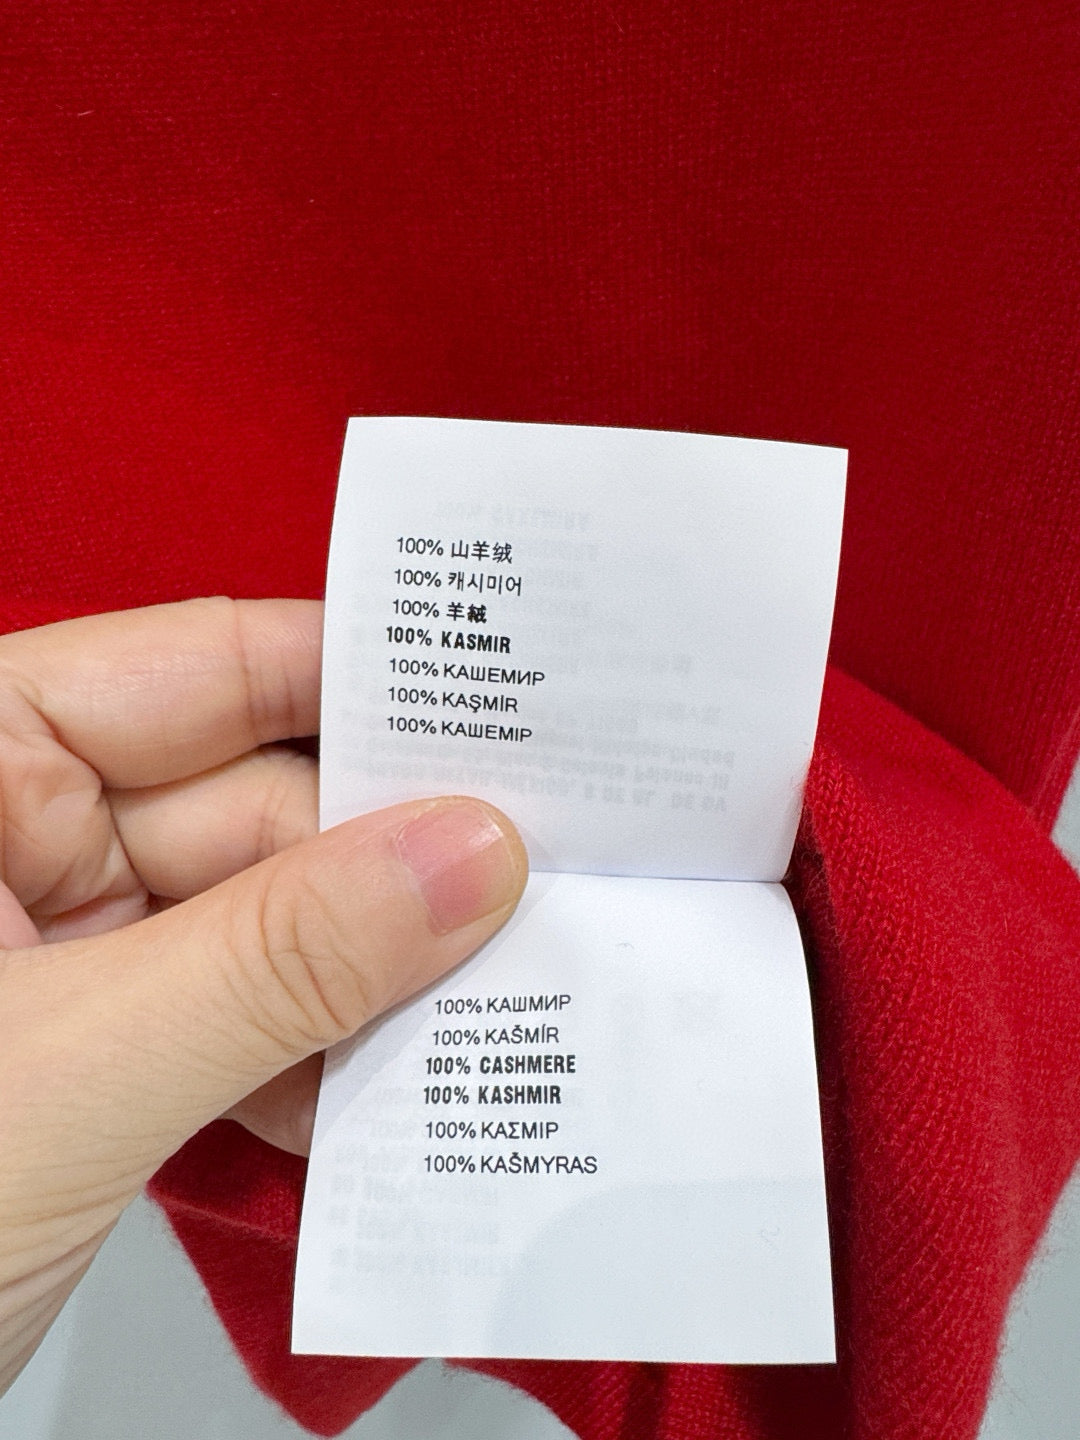 100% 山羊绒
100% 캐시미어
100% 羊絨
100% KASMIR
100% КАШЕМИР
100% KAŞMİR
100% КАШЕМІР
100% КАШМИР
100% KAŠMÍR
100% CASHMERE
100% KASHMIR
100% ΚΑΣΜΙΡ
100% KAŠMYRAS